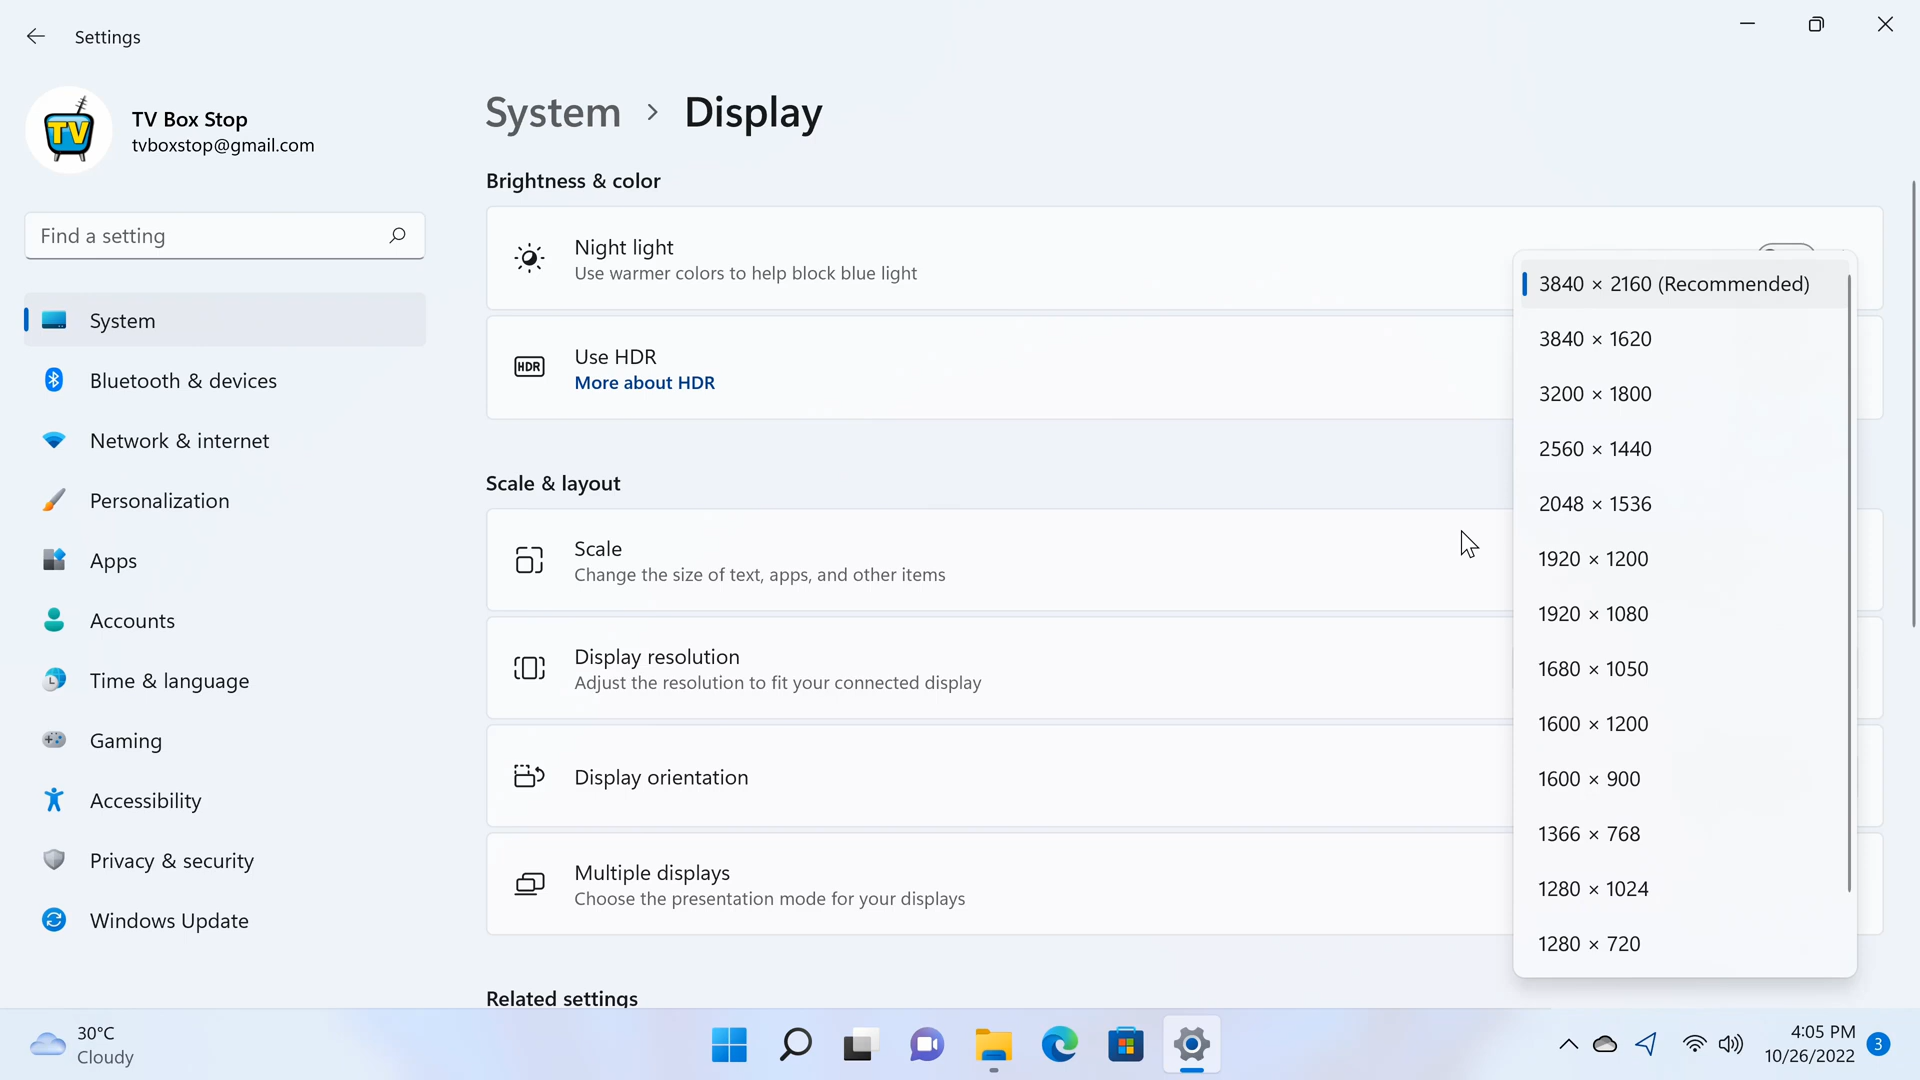 Settings
TV
TV Box Stop
tvboxstop@gmail.com
Find a setting
System
Bluetooth & devices
Network & internet
Personalization
Apps
Accounts
Time & language
Gaming
Accessibility
Privacy & security
Windows Update
System > Display
Brightness & color
Night light
Use warmer colors to help block blue light
HDR
Use HDR
More about HDR
Scale & layout
Scale
Change the size of text, apps, and other items
Display resolution
Adjust the resolution to fit your connected display
Display orientation
Multiple displays
Choose the presentation mode for your displays
Related settings
3840 × 2160 (Recommended)
3840 × 1620
3200 × 1800
2560 × 1440
2048 × 1536
1920 × 1200
1920 × 1080
1680 × 1050
1600 × 1200
1600 × 900
1366 × 768
1280 × 1024
1280 × 720
30°C
Cloudy
4:05 PM
10/26/2022
3